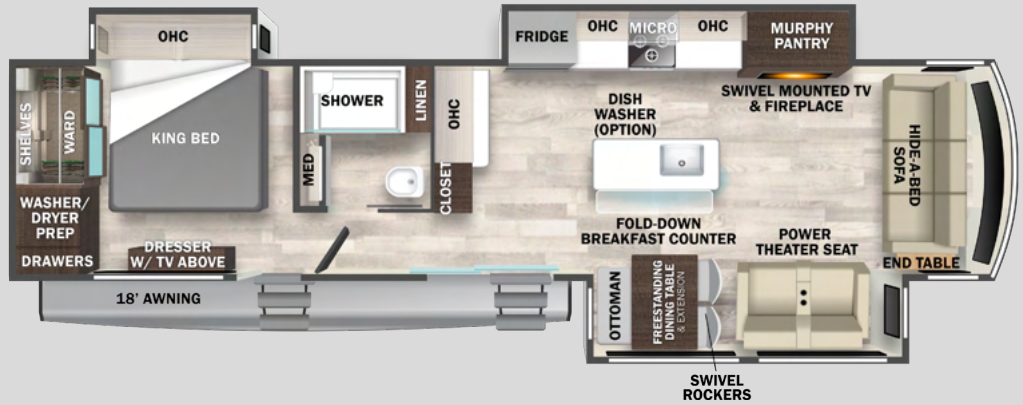 OHC
FRIDGE
OHC
MICRO
OHC
MURPHY
PANTRY
SHELVES
WARD
KING BED
SHOWER
LINEN
OHC
DISH
WASHER
(OPTION)
SWIVEL MOUNTED TV
& FIREPLACE
HIDE-A-BED
SOFA
MED
CLOSET
WASHER/
DRYER
PREP
DRAWERS
DRESSER
W/ TV ABOVE
FOLD-DOWN
BREAKFAST COUNTER
POWER
THEATER SEAT
END TABLE
18' AWNING
OTTOMAN
FREESTANDING
DINING TABLE
& EXTENSION
SWIVEL
ROCKERS